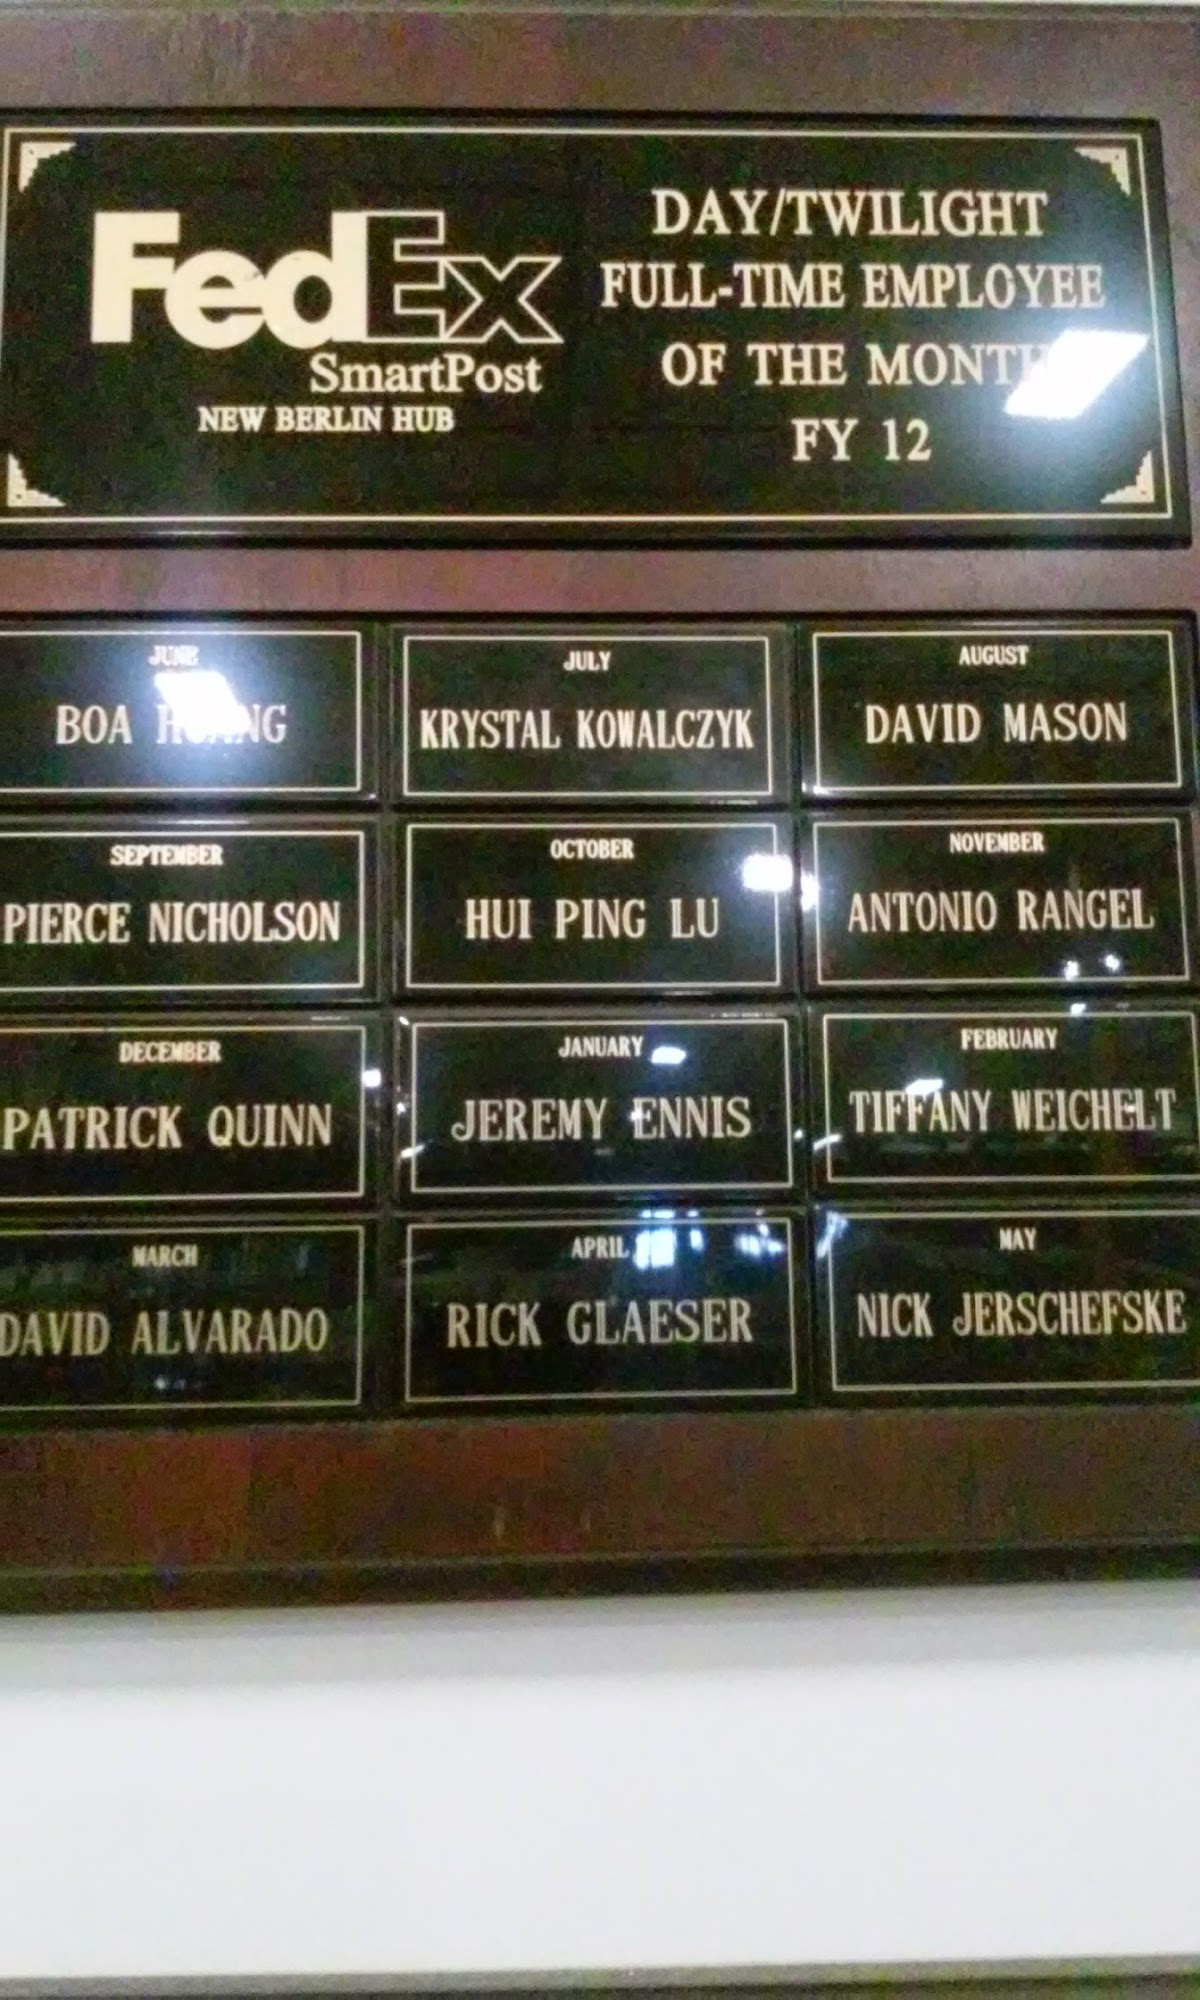 FedEx
SmartPost
NEW BERLIN HUB
DAY/TWILIGHT
FULL-TIME EMPLOYEE
OF THE MONTH
FY 12
JUNE
BOA
JULY
KRYSTAL KOWALCZYK
AUGUST
DAVID MASON
SEPTEMBER
PIERCE NICHOLSON
OCTOBER
HUI PING LU
NOVEMBER
ANTONIO RANGEL
DECEMBER
PATRICK QUINN
JANUARY
JEREMY ENNIS
FEBRUARY
TIFFANY WEICHELT
MARCH
DAVID ALVARADO
APRIL
RICK GLAESER
MAY
NICK JERSCHEFSKE